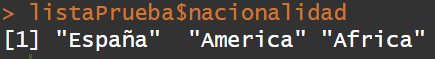 > listaPrueba$nacionalidad
[1] "España"  "America" "Africa"